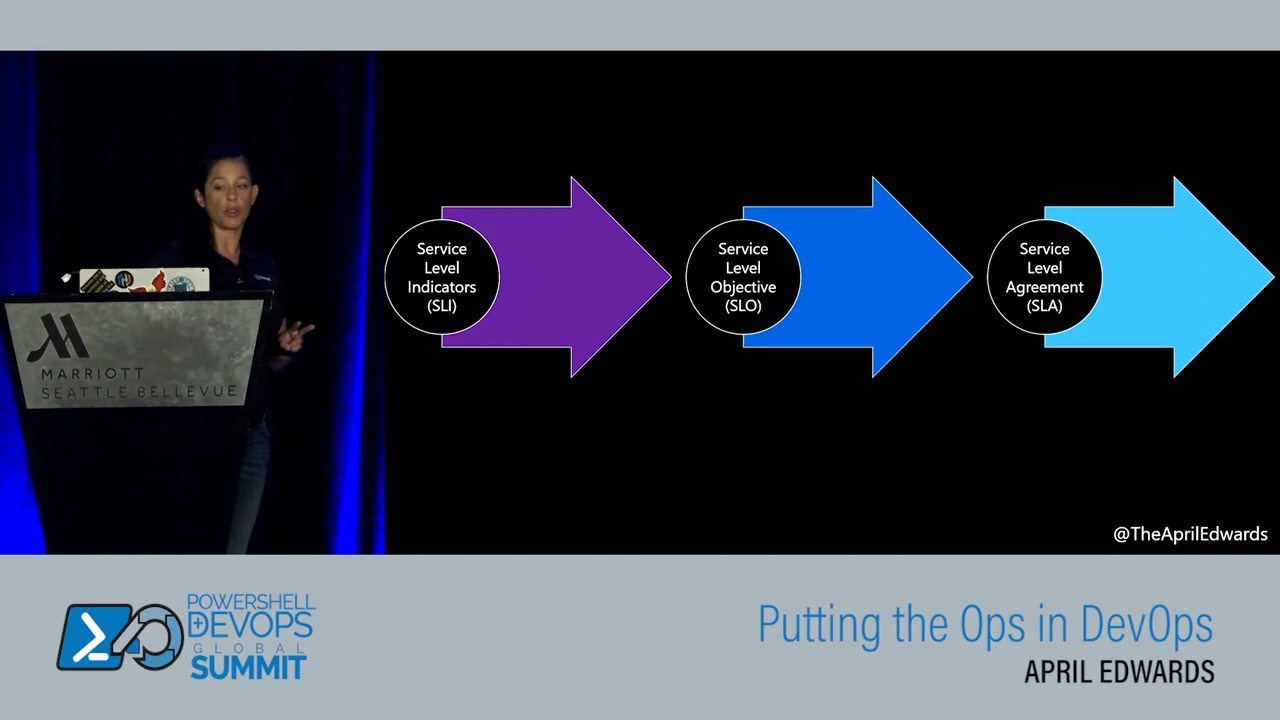 Service
Level
Indicators
(SLI)
Service
Level
Objective
(SLO)
Service
Level
Agreement
(SLA)
MARRIOTT
SEATTLE BELLEVUE
@TheAprilEdwards
POWERSHELL
+DEVOPS
GLOBAL
SUMMIT
Putting the Ops in DevOps
APRIL EDWARDS